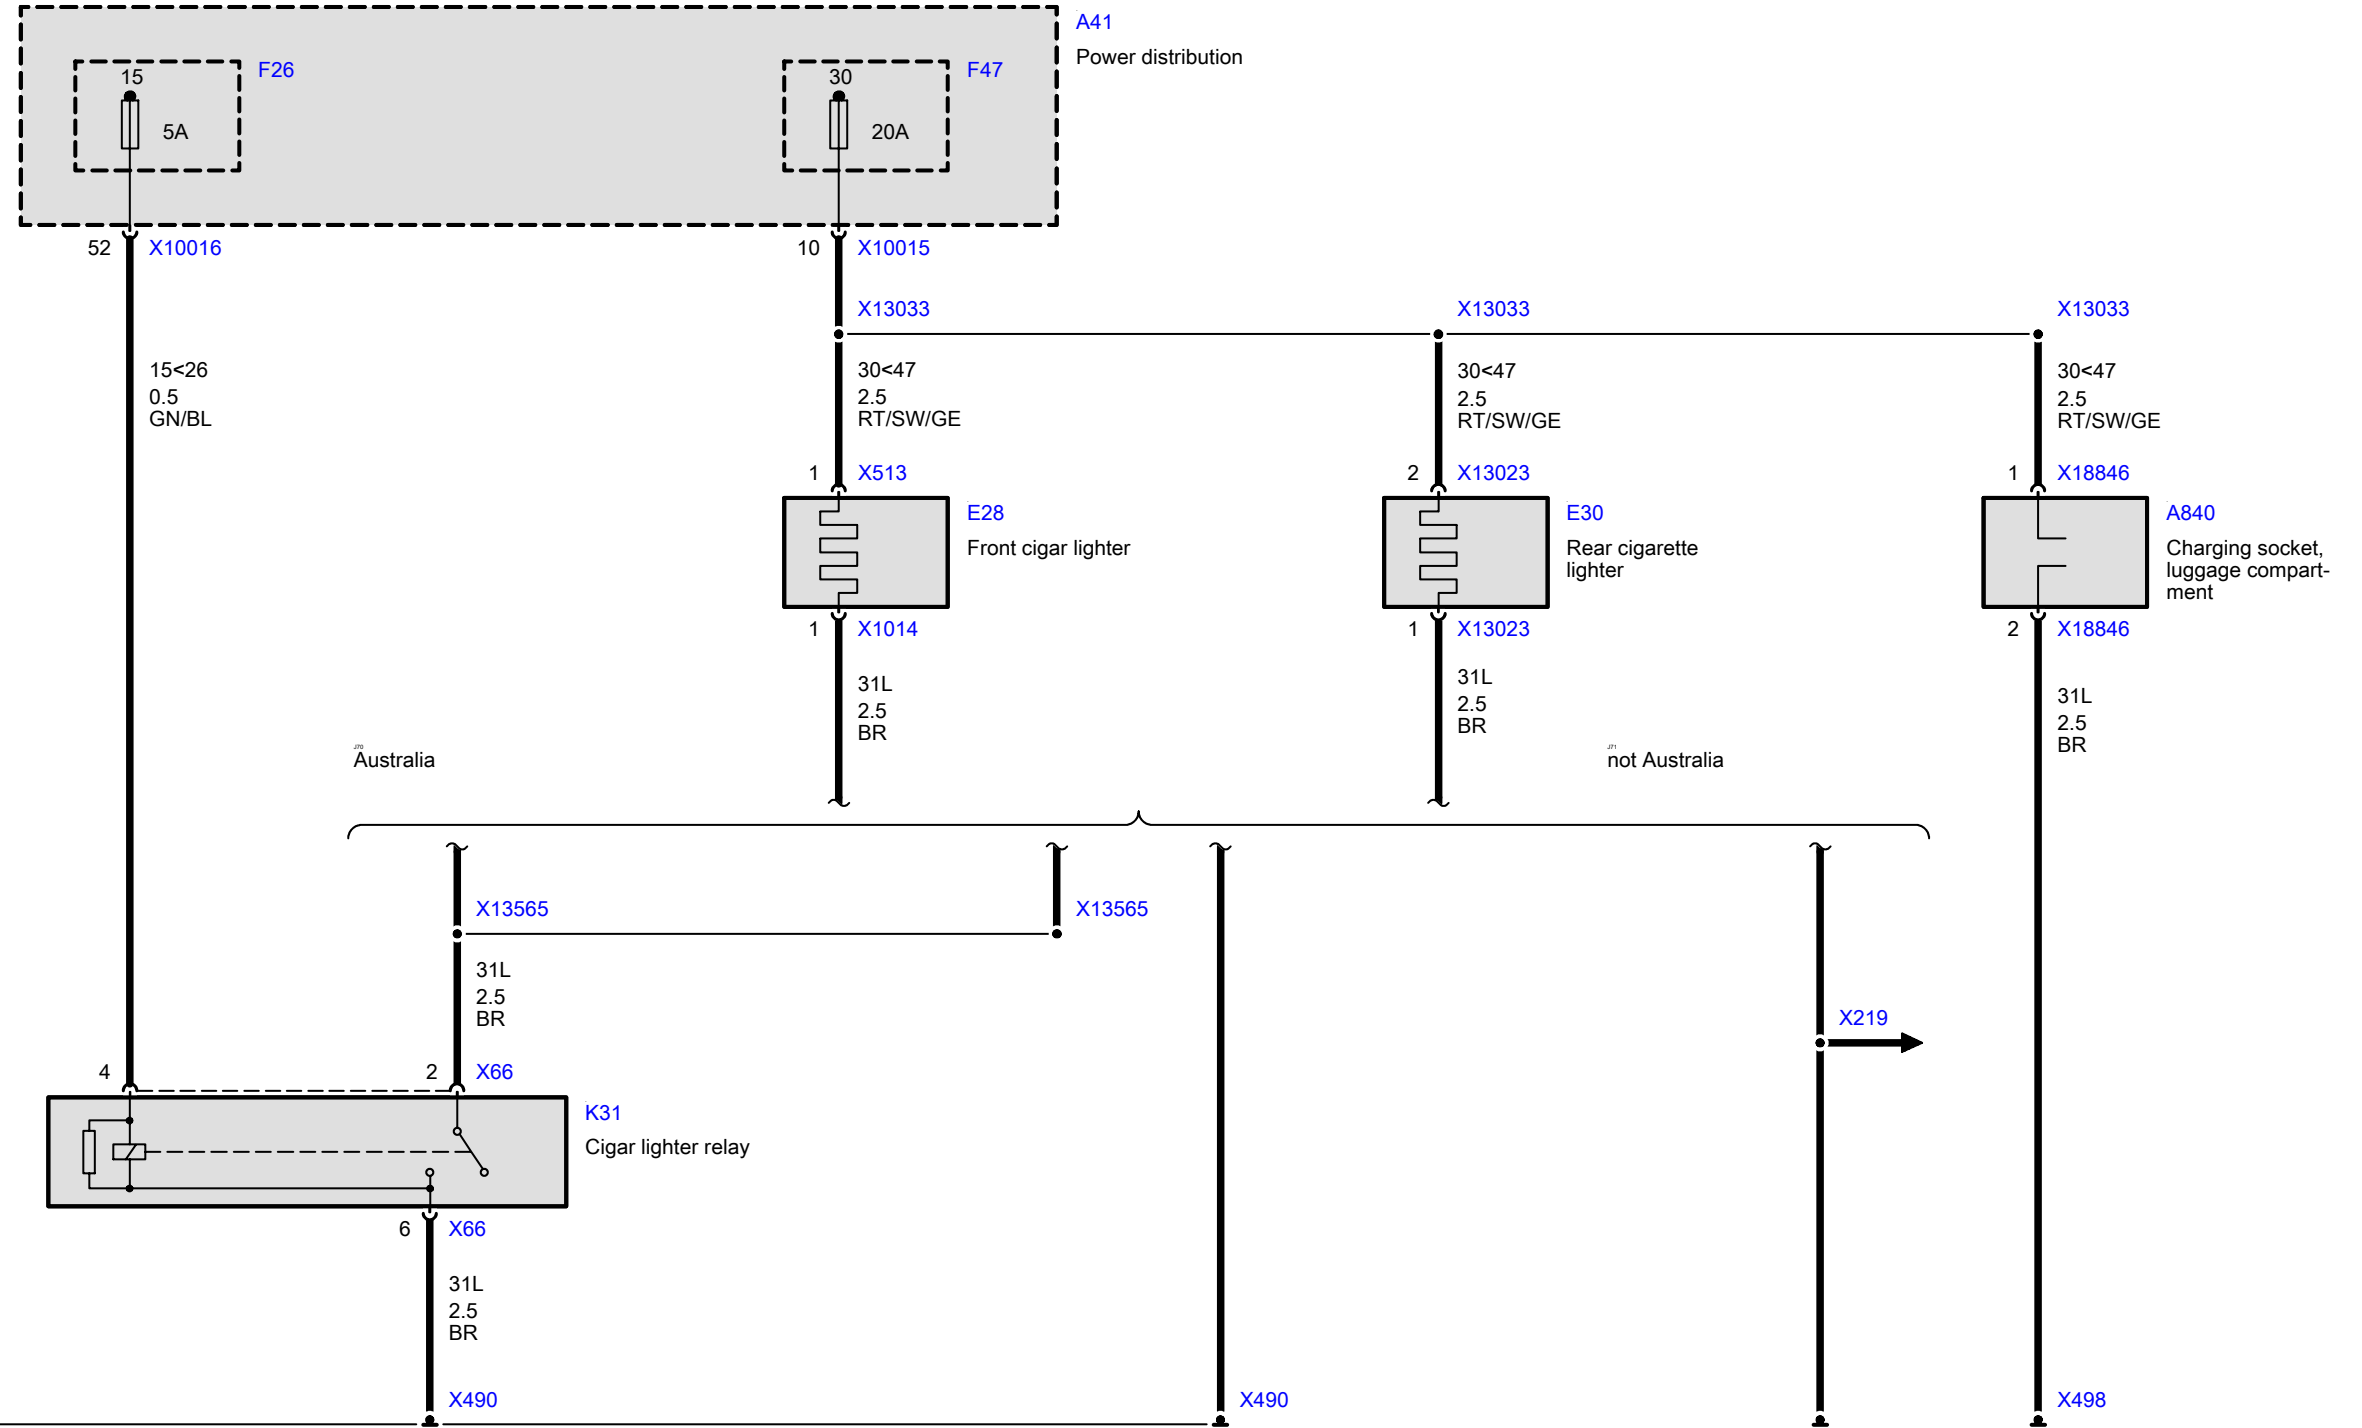 A41
Power distribution
15
F26
5A
30
F47
20A
52
X10016
10
X10015
X13033
X13033
X13033
15<26
0.5
GN/BL
30<47
2.5
RT/SW/GE
30<47
2.5
RT/SW/GE
30<47
2.5
RT/SW/GE
1
X513
2
X13023
1
X18846
E28
Front cigar lighter
E30
Rear cigarette
lighter
A840
Charging socket,
luggage compart-
ment
1
X1014
1
X13023
2
X18846
31L
2.5
BR
31L
2.5
BR
31L
2.5
BR
J70
Australia
J71
not Australia
X13565
X13565
31L
2.5
BR
X219
4
2
X66
K31
Cigar lighter relay
6
X66
31L
2.5
BR
X490
X490
X498